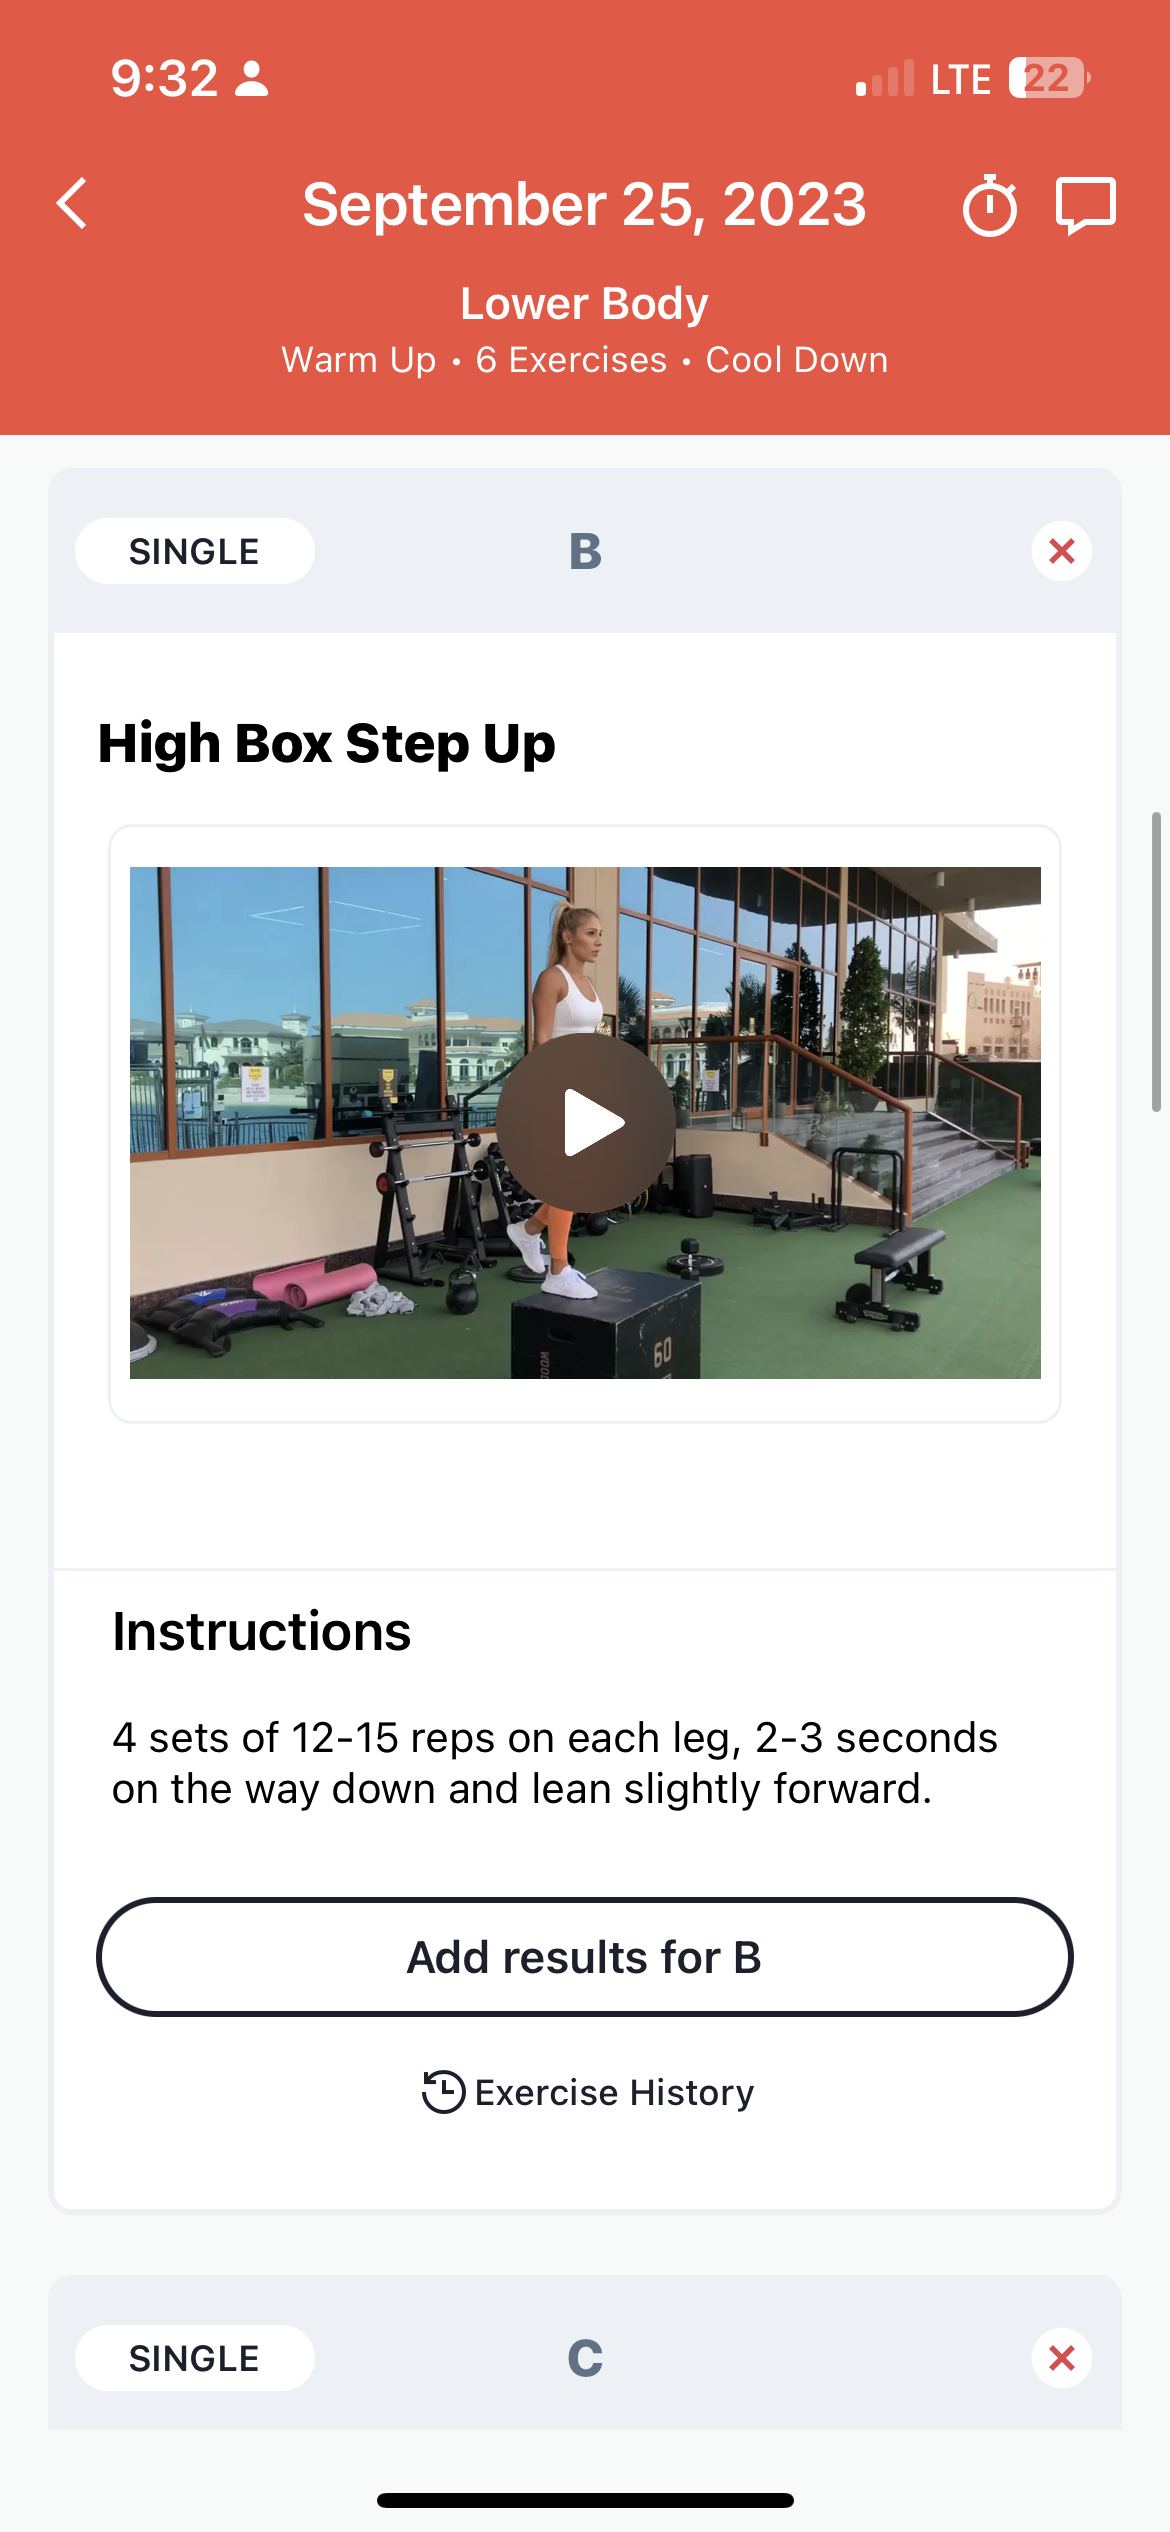 9:32
LTE
22
September 25, 2023
Lower Body
Warm Up • 6 Exercises • Cool Down
SINGLE
B
High Box Step Up
60
Instructions
4 sets of 12-15 reps on each leg, 2-3 seconds
on the way down and lean slightly forward.
Add results for B
Exercise History
SINGLE
C